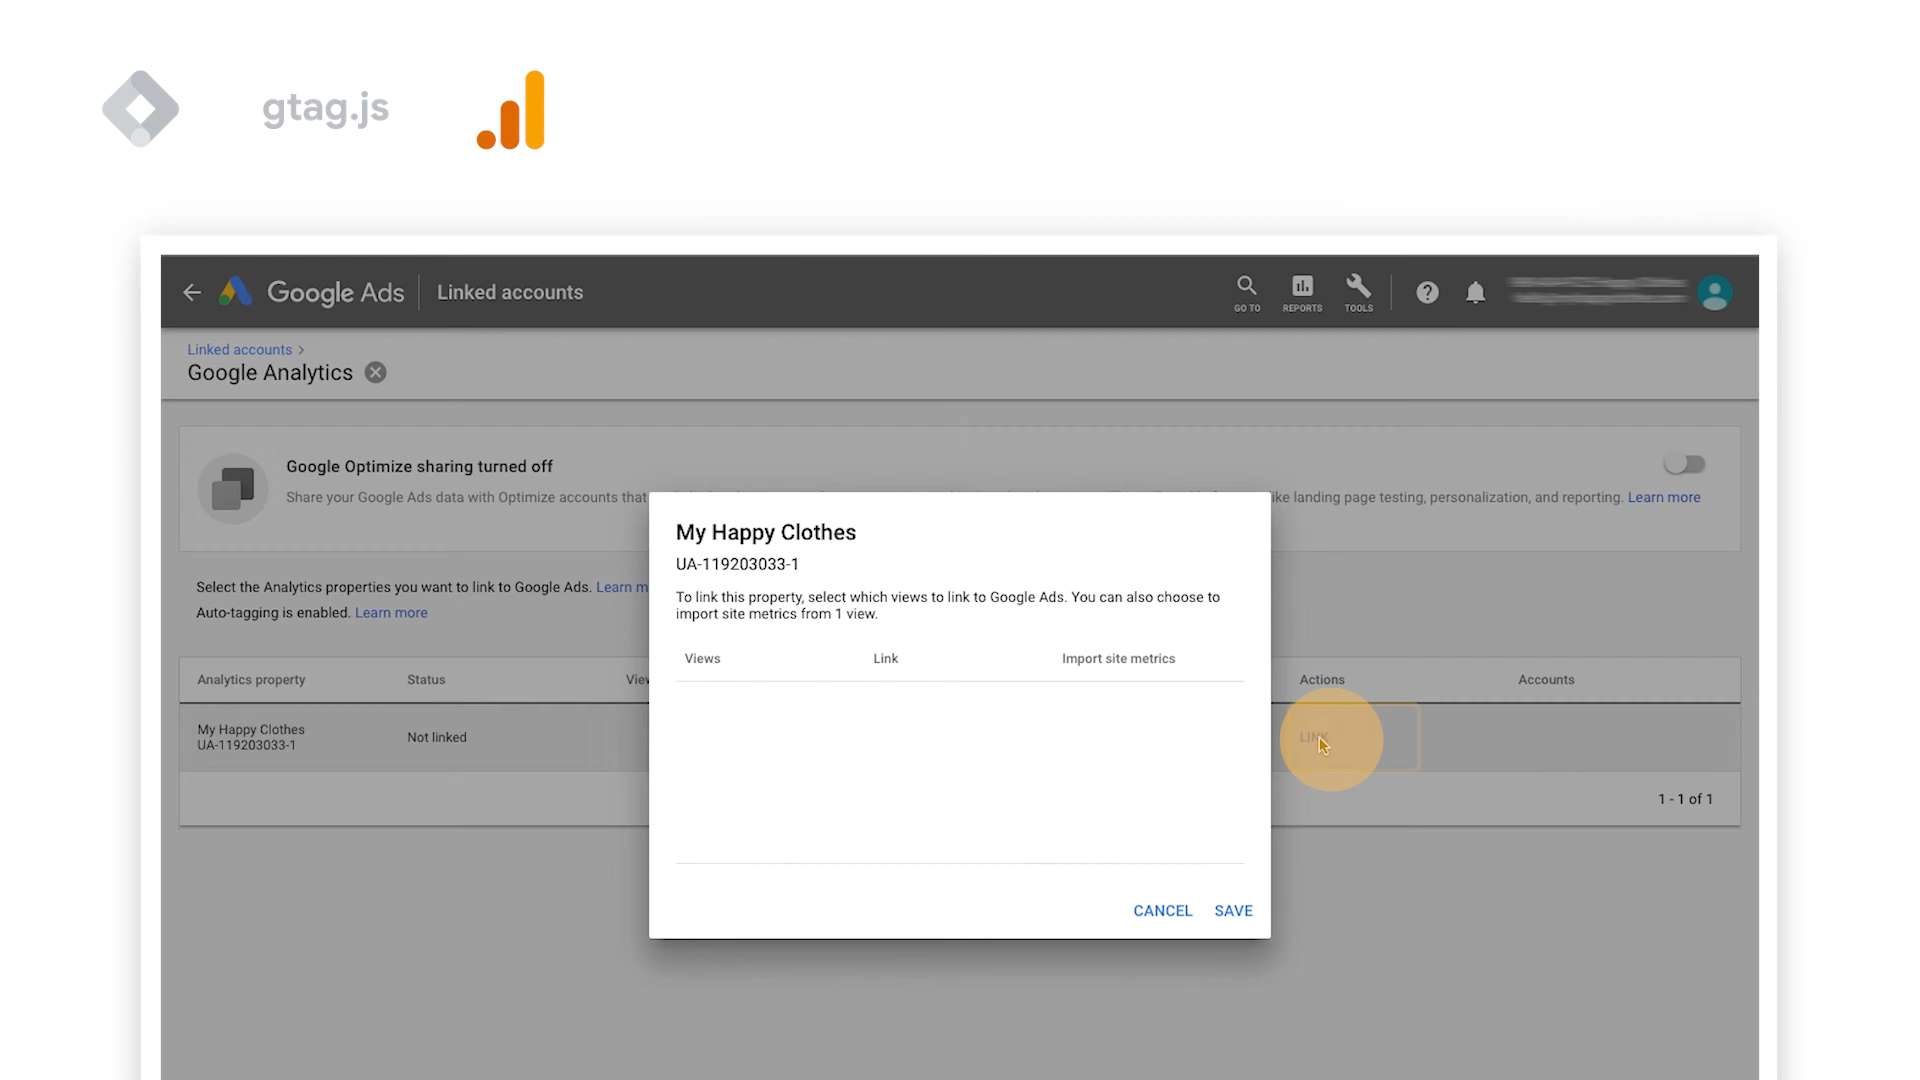 gtag.js
Google Ads
Linked accounts
GO TO
REPORTS
TOOLS
Linked accounts >
Google Analytics
Google Optimize sharing turned off
Share your Google Ads data with Optimize accounts that
ike landing page testing, personalization, and reporting. Learn more
Select the Analytics properties you want to link to Google Ads. Learn m
Auto-tagging is enabled. Learn more
Analytics property
Status
View
Actions
Accounts
My Happy Clothes
UA-119203033-1
Not linked
LINK
1 - 1 of 1
My Happy Clothes
UA-119203033-1
To link this property, select which views to link to Google Ads. You can also choose to
import site metrics from 1 view.
Views
Link
Import site metrics
CANCEL
SAVE